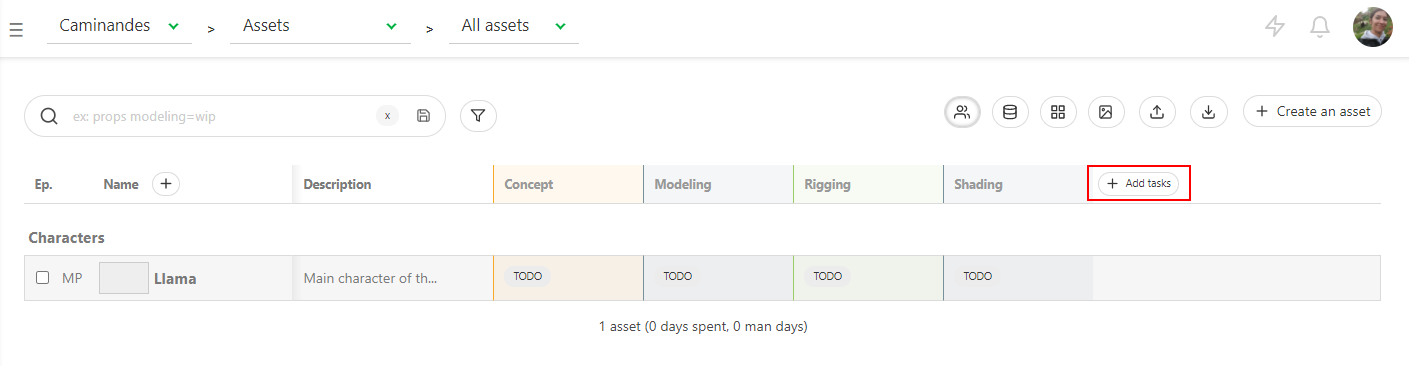 Caminandes > Assets > All assets
ex: props modeling=wip x + Create an asset
Ep. Name + Description Concept Modeling Rigging Shading + Add tasks
Characters
MP Llama Main character of th... TODO TODO TODO TODO
1 asset (0 days spent, 0 man days)